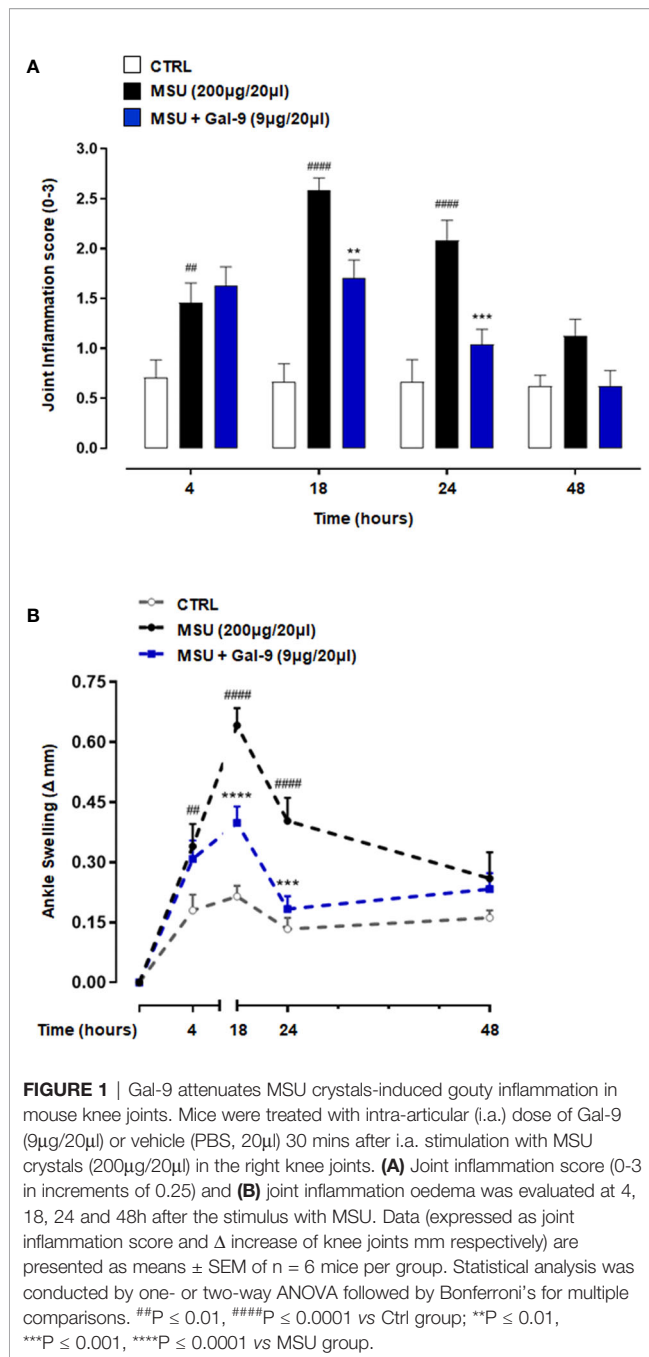 A
CTRL
MSU (200µg/20µl)
MSU + Gal-9 (9µg/20µl)
Joint Inflammation score (0-3)
3.0
2.5
2.0
1.5
1.0
0.5
0.0
##
####
**
####
***
4 18 24 48
Time (hours)
B
CTRL
MSU (200µg/20µl)
MSU + Gal-9 (9µg/20µl)
Ankle Swelling (Δ mm)
0.75
0.60
0.45
0.30
0.15
0.00
##
####
****
####
***
Time (hours) 4 18 24 48
FIGURE 1 | Gal-9 attenuates MSU crystals-induced gouty inflammation in
mouse knee joints. Mice were treated with intra-articular (i.a.) dose of Gal-9
(9µg/20µl) or vehicle (PBS, 20µl) 30 mins after i.a. stimulation with MSU
crystals (200µg/20µl) in the right knee joints. (A) Joint inflammation score (0-3
in increments of 0.25) and (B) joint inflammation oedema was evaluated at 4,
18, 24 and 48h after the stimulus with MSU. Data (expressed as joint
inflammation score and Δ increase of knee joints mm respectively) are
presented as means ± SEM of n = 6 mice per group. Statistical analysis was
conducted by one- or two-way ANOVA followed by Bonferroni's for multiple
comparisons. ##P ≤ 0.01, ####P ≤ 0.0001 vs Ctrl group; **P ≤ 0.01,
***P ≤ 0.001, ****P ≤ 0.0001 vs MSU group.